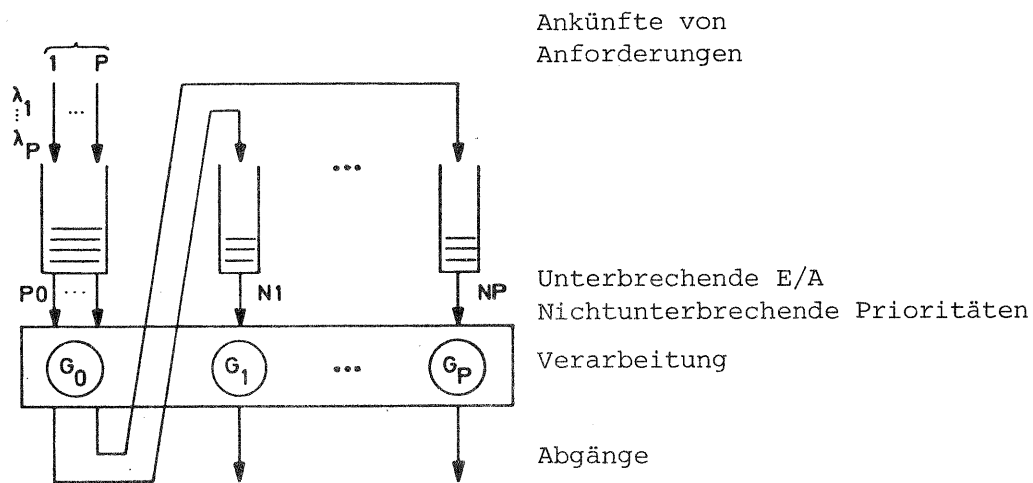 Ankünfte von
Anforderungen
1 P
λ1 ...
⋮
λP
...
P0 ... N1 NP
Unterbrechende E/A
Nichtunterbrechende Prioritäten
G0 G1 ... GP
Verarbeitung
Abgänge